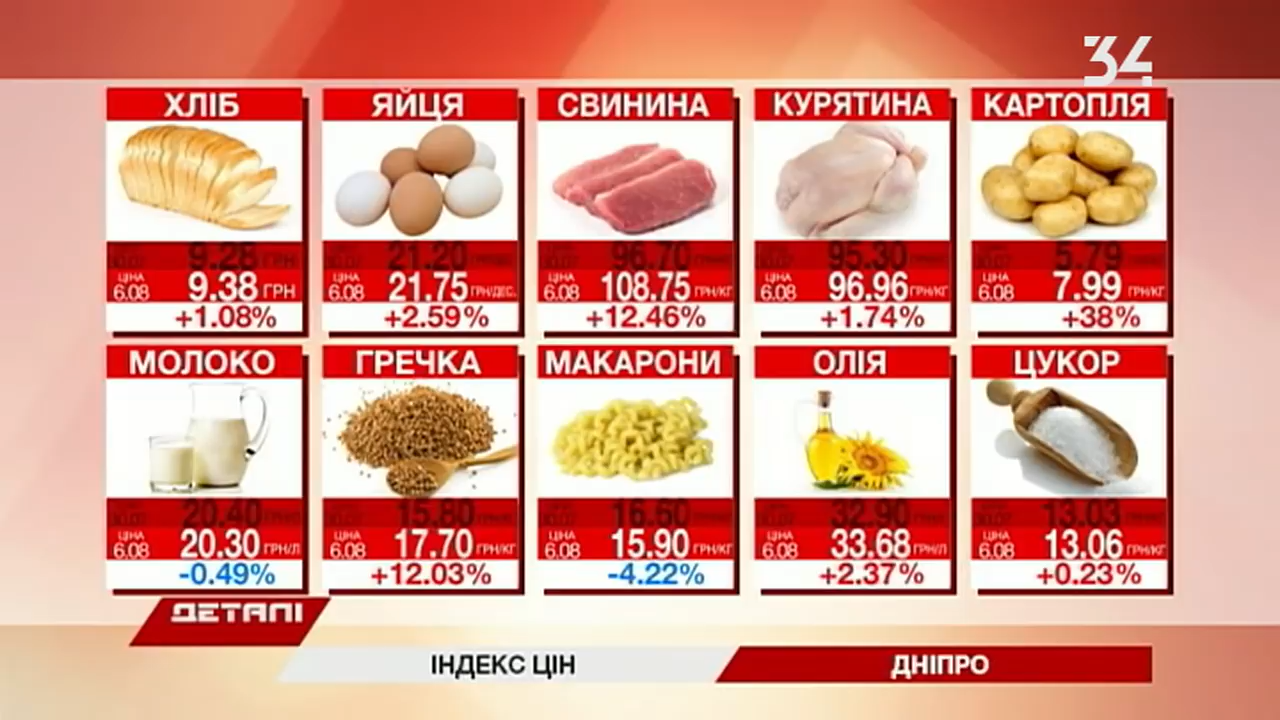 34
ХЛІБ
9.28 ГРН
ЦІНА 6.08 9.38 ГРН
+1.08%
ЯЙЦЯ
21.20
ЦІНА 6.08 21.75 ГРН/ДЕС.
+2.59%
СВИНИНА
96.70
ЦІНА 6.08 108.75 ГРН/КГ
+12.46%
КУРЯТИНА
95.30
ЦІНА 6.08 96.96 ГРН/КГ
+1.74%
КАРТОПЛЯ
5.79
ЦІНА 6.08 7.99 ГРН/КГ
+38%
МОЛОКО
20.40
ЦІНА 6.08 20.30 ГРН/Л
-0.49%
ГРЕЧКА
15.80
ЦІНА 6.08 17.70 ГРН/КГ
+12.03%
МАКАРОНИ
16.60
ЦІНА 6.08 15.90 ГРН/КГ
-4.22%
ОЛІЯ
32.90
ЦІНА 6.08 33.68 ГРН/Л
+2.37%
ЦУКОР
13.03
ЦІНА 6.08 13.06 ГРН/КГ
+0.23%
ДЕТАЛІ
ІНДЕКС ЦІН
ДНІПРО